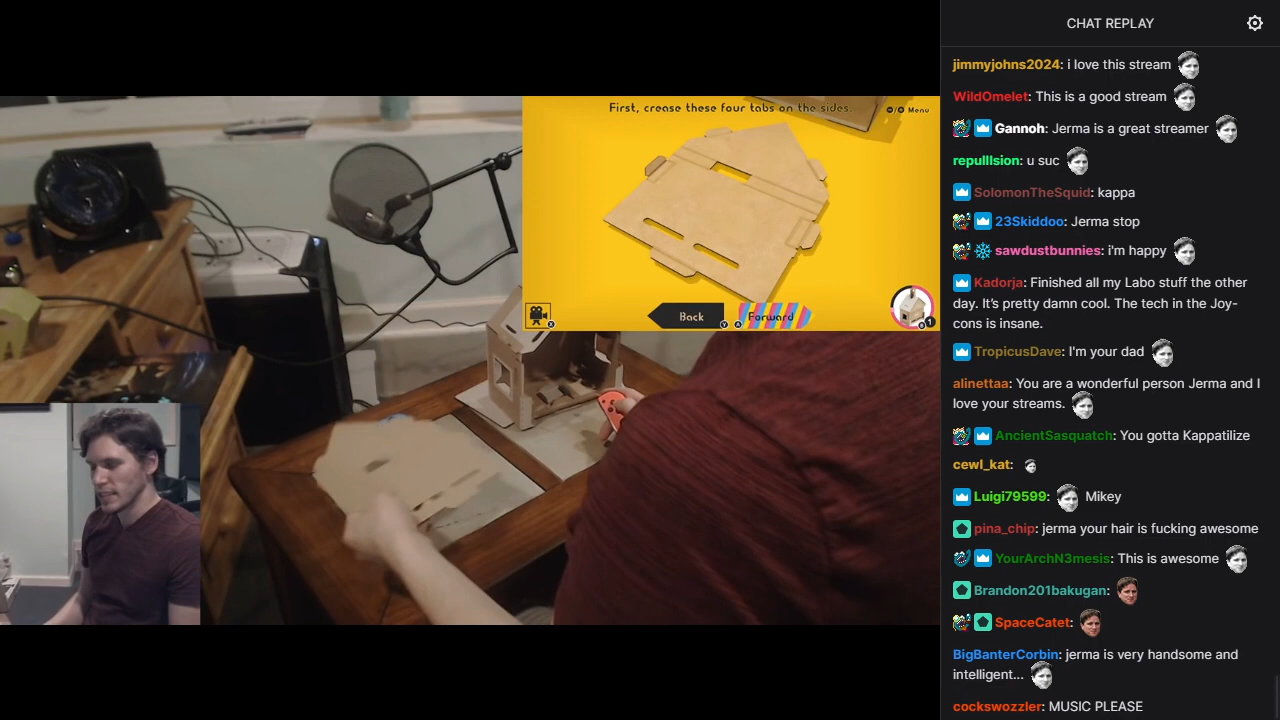 First, crease these four tabs on the sides.
-/+ Menu
Back
Forward
X
Y
A
B
1
CHAT REPLAY
jimmyjohns2024: i love this stream
WildOmelet: This is a good stream
Gannoh: Jerma is a great streamer
repulllsion: u suc
SolomonTheSquid: kappa
23Skiddoo: Jerma stop
sawdustbunnies: i'm happy
Kadorja: Finished all my Labo stuff the other
day. It's pretty damn cool. The tech in the Joy-
cons is insane.
TropicusDave: I'm your dad
alinettaa: You are a wonderful person Jerma and I
love your streams.
AncientSasquatch: You gotta Kappatilize
cewl_kat:
Luigi79599: Mikey
pina_chip: jerma your hair is fucking awesome
YourArchN3mesis: This is awesome
Brandon201bakugan:
SpaceCatet:
BigBanterCorbin: jerma is very handsome and
intelligent...
cockswozzler: MUSIC PLEASE